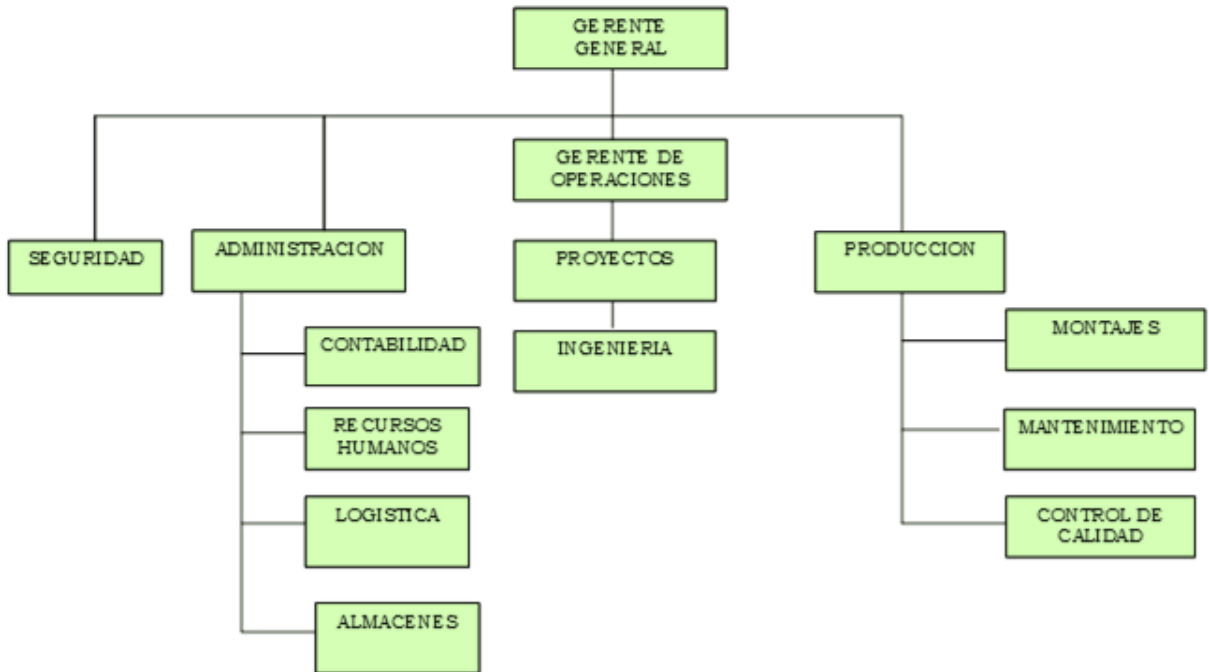 GERENTE
GENERAL
GERENTE DE
OPERACIONES
SEGURIDAD
ADMINISTRACION
PROYECTOS
PRODUCCION
CONTABILIDAD
INGENIERIA
MONTAJES
RECURSOS
HUMANOS
MANTENIMIENTO
LOGISTICA
CONTROL DE
CALIDAD
ALMACENES